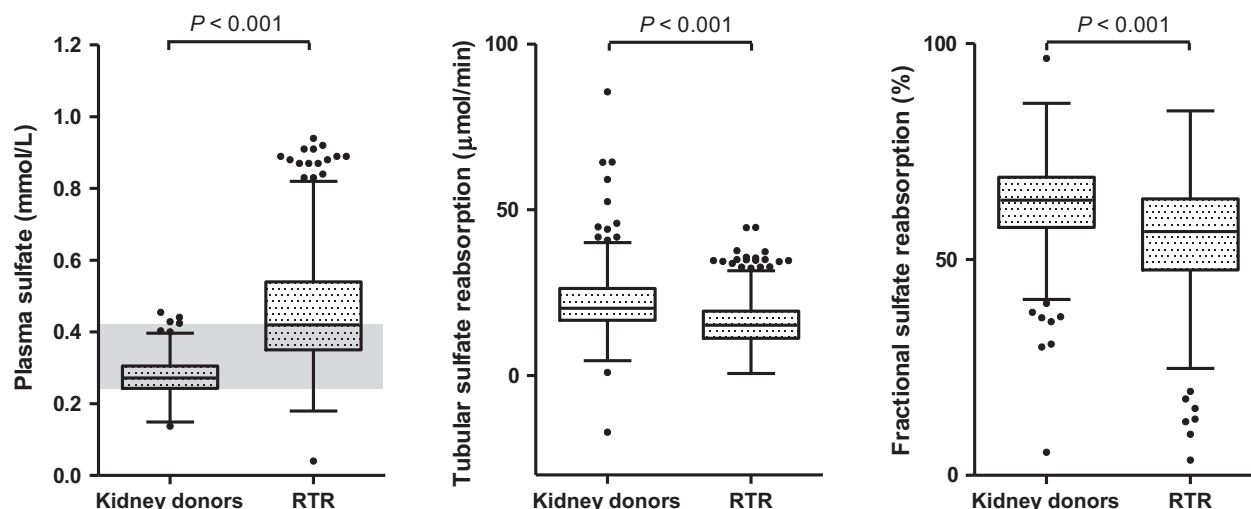 P < 0.001
1.2
1.0
0.8
0.6
0.4
0.2
0.0
Plasma sulfate (mmol/L)
Kidney donors
RTR
P < 0.001
100
50
0
Tubular sulfate reabsorption (μmol/min)
Kidney donors
RTR
P < 0.001
100
50
0
Fractional sulfate reabsorption (%)
Kidney donors
RTR